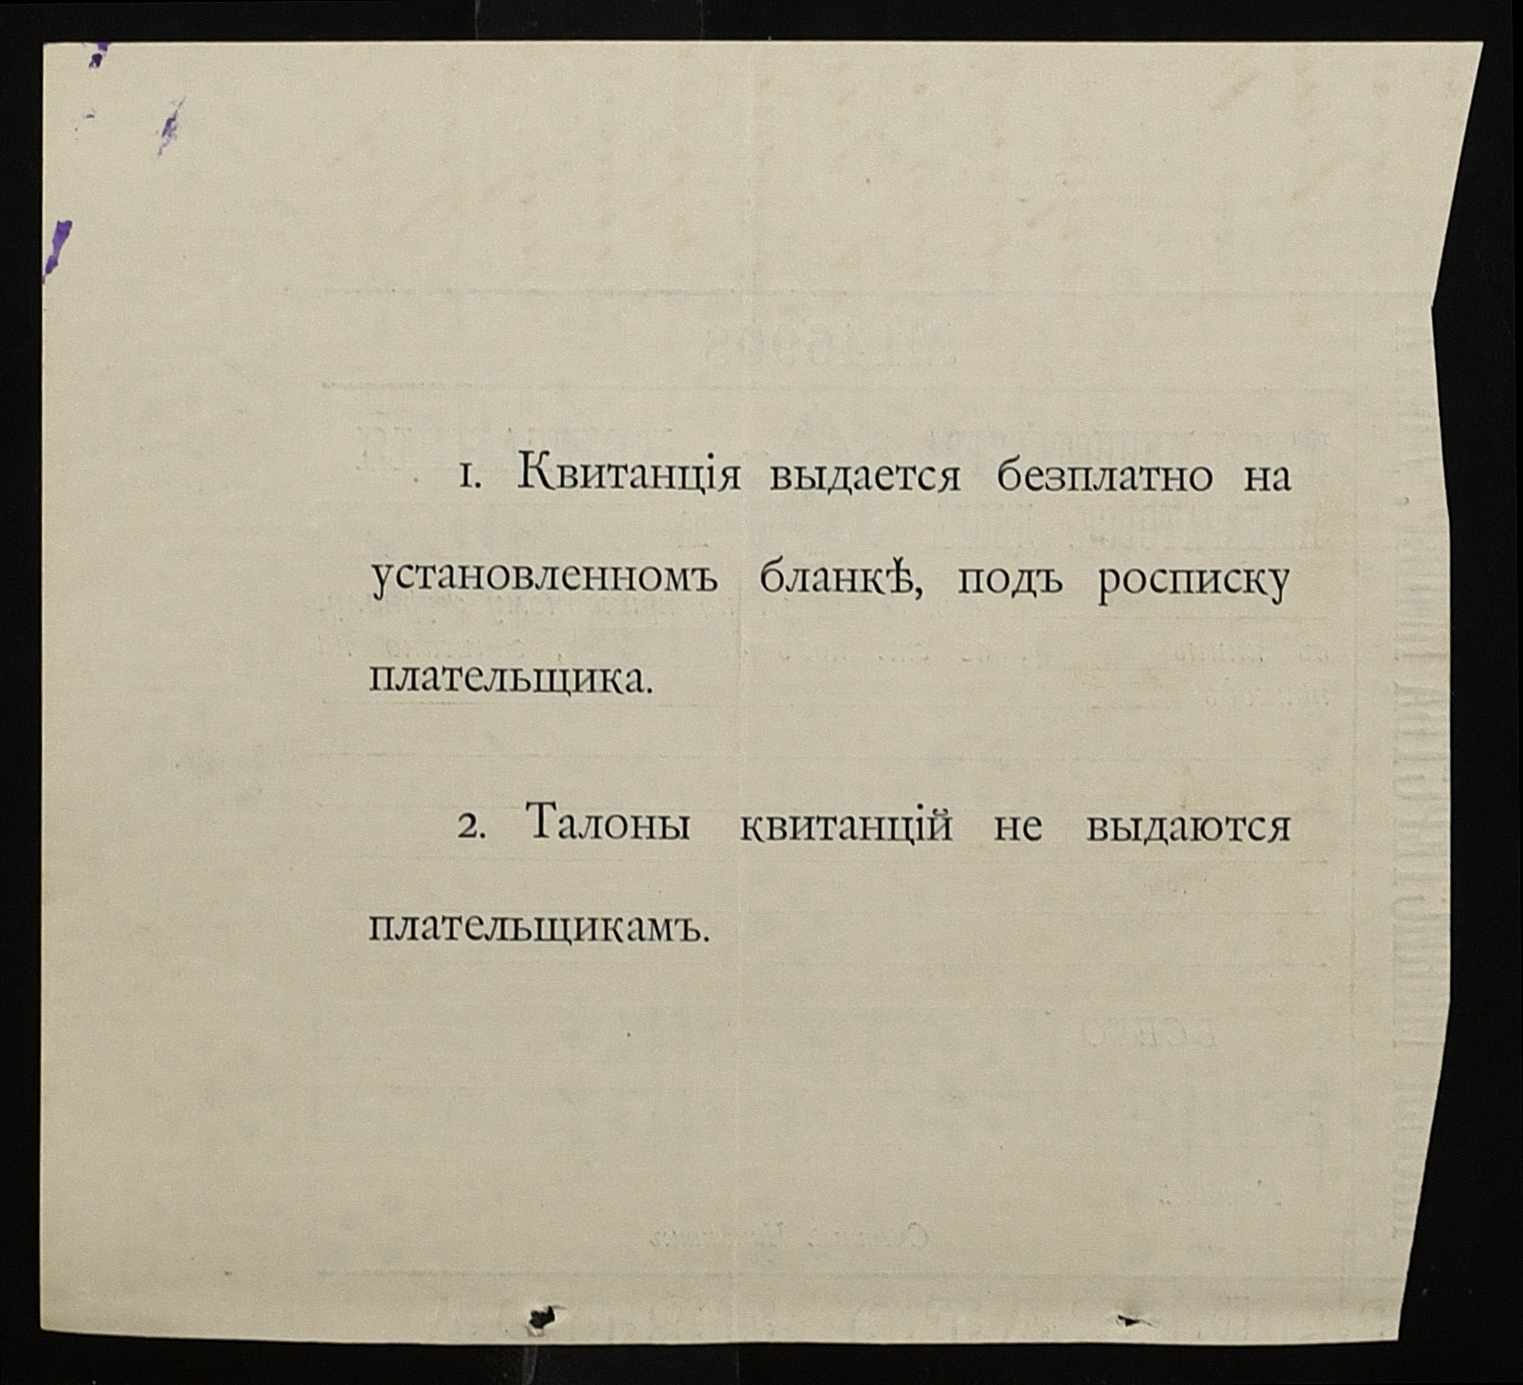 1. Квитанція выдается безплатно на
установленномъ бланкѣ, подъ росписку
плательщика.
2. Талоны квитанцій не выдаются
плательщикамъ.